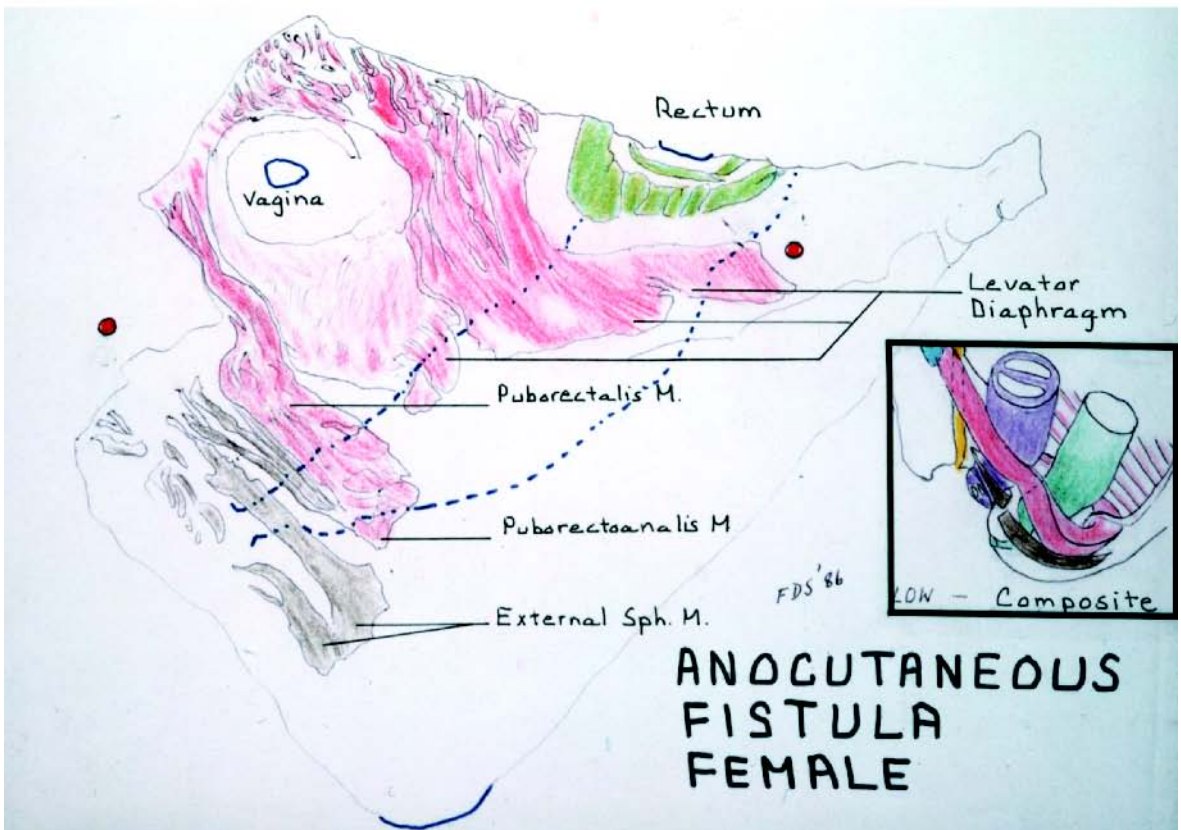 Rectum
Vagina
Levator
Diaphragm
Puborectalis M.
Puborectoanalis M
External Sph. M.
FDS'86
LOW - Composite
ANOCUTANEOUS
FISTULA
FEMALE